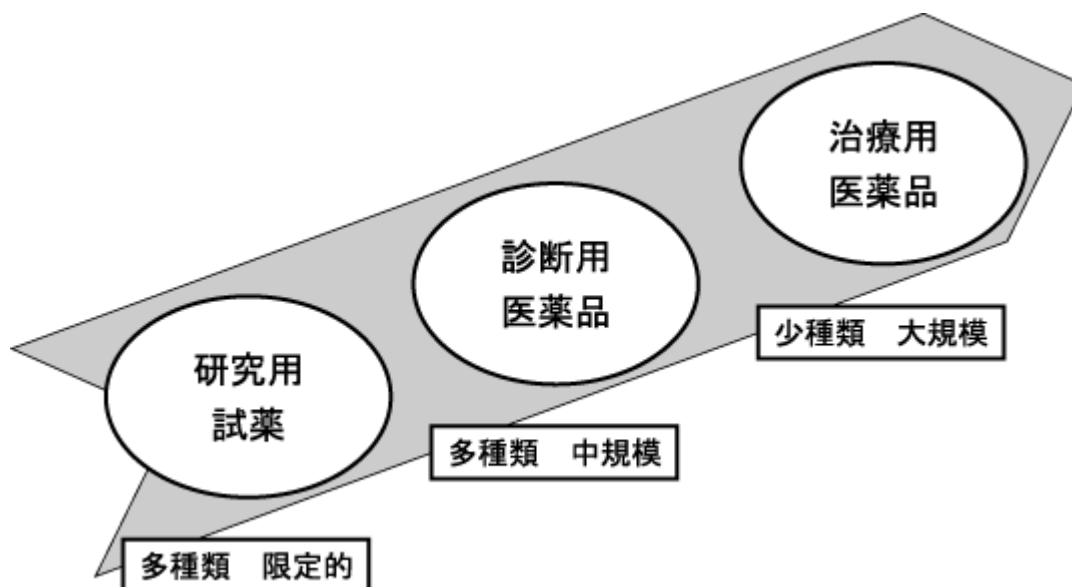 治療用
医薬品
少種類　大規模
診断用
医薬品
多種類　中規模
研究用
試薬
多種類　限定的